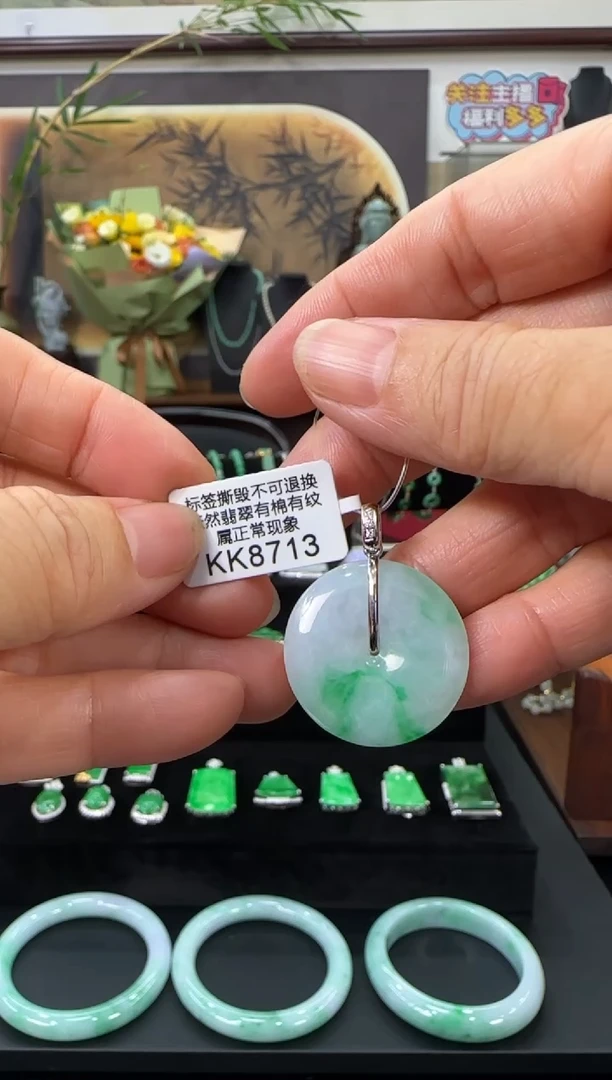 关注主播
福利多多
标签撕毁不可退换
然翡翠有棉有纹
属正常现象
KK8713